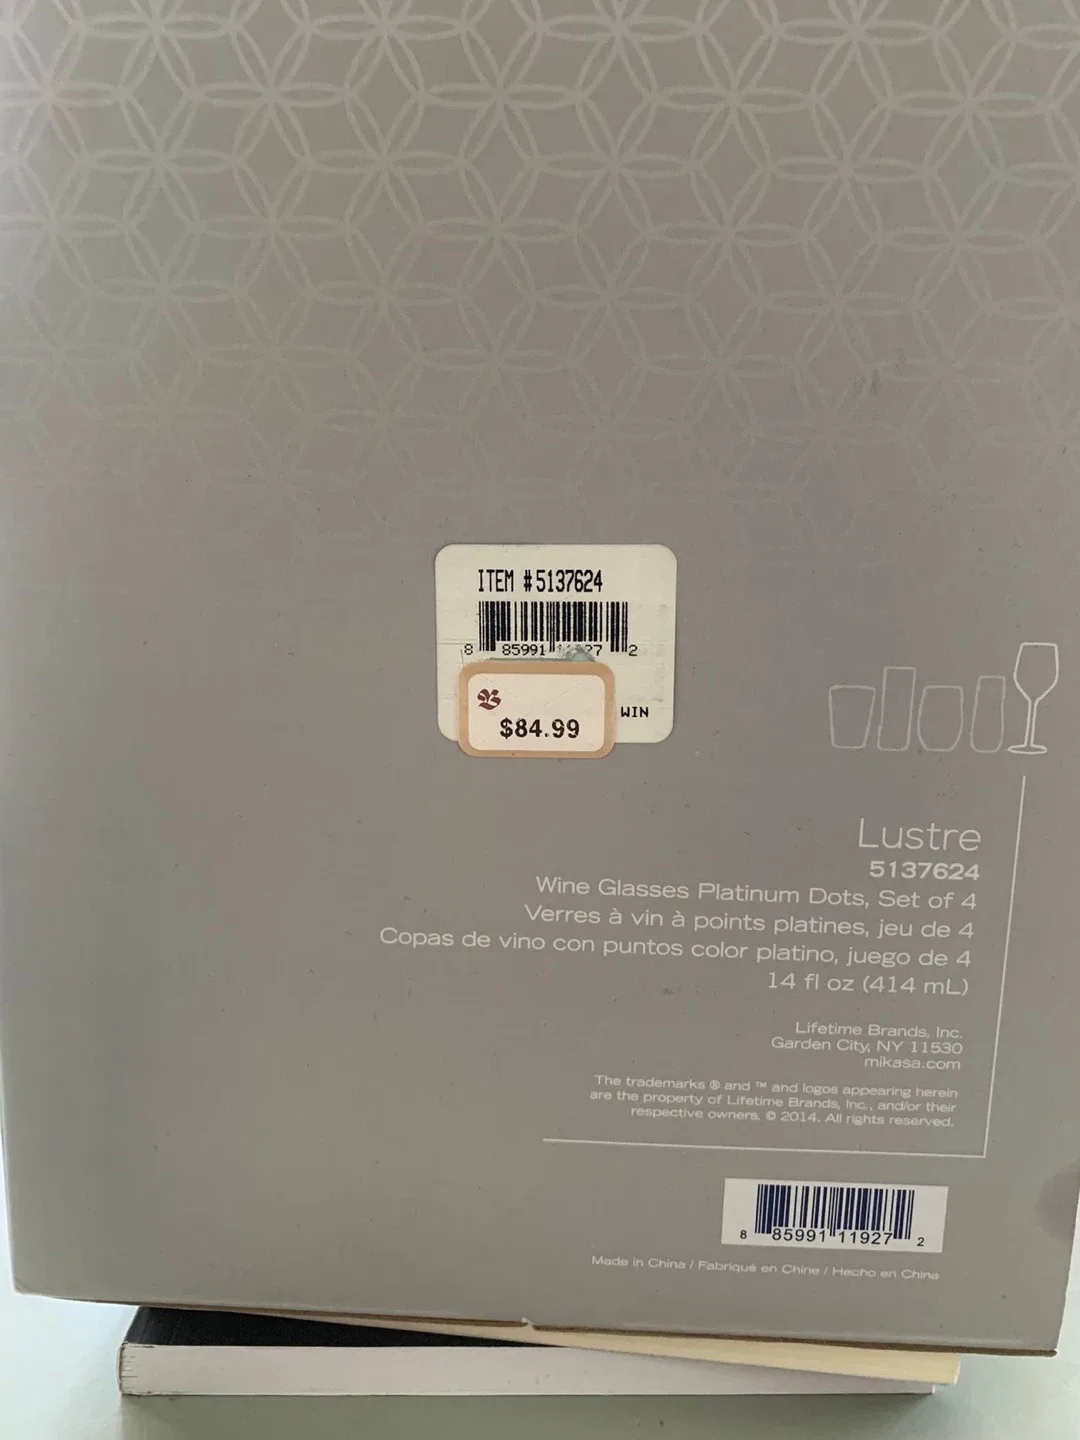 ITEM #5137624
8 85991 27 2
$84.99
WIN
Lustre
5137624
Wine Glasses Platinum Dots, Set of 4
Verres à vin à points platines, jeu de 4
Copas de vino con puntos color platino, juego de 4
14 fl oz (414 mL)
Lifetime Brands, Inc.
Garden City, NY 11530
mikasa.com
The trademarks ® and ™ and logos appearing herein
are the property of Lifetime Brands, Inc., and/or their
respective owners. © 2014. All rights reserved.
8 85991 11927 2
Made in China / Fabriqué en Chine / Hecho en China